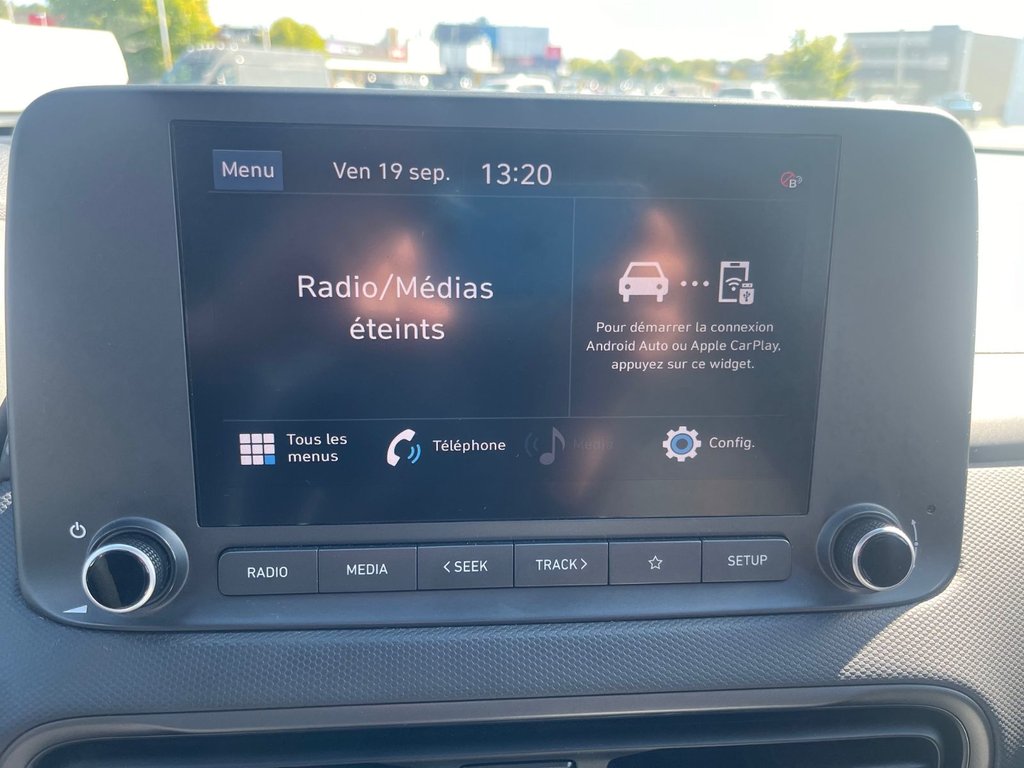 Menu Ven 19 sep. 13:20 B
Radio/Médias
éteints
Pour démarrer la connexion
Android Auto ou Apple CarPlay,
appuyez sur ce widget.
Tous les
menus
Téléphone
Média
Config.
RADIO MEDIA < SEEK TRACK > ☆ SETUP